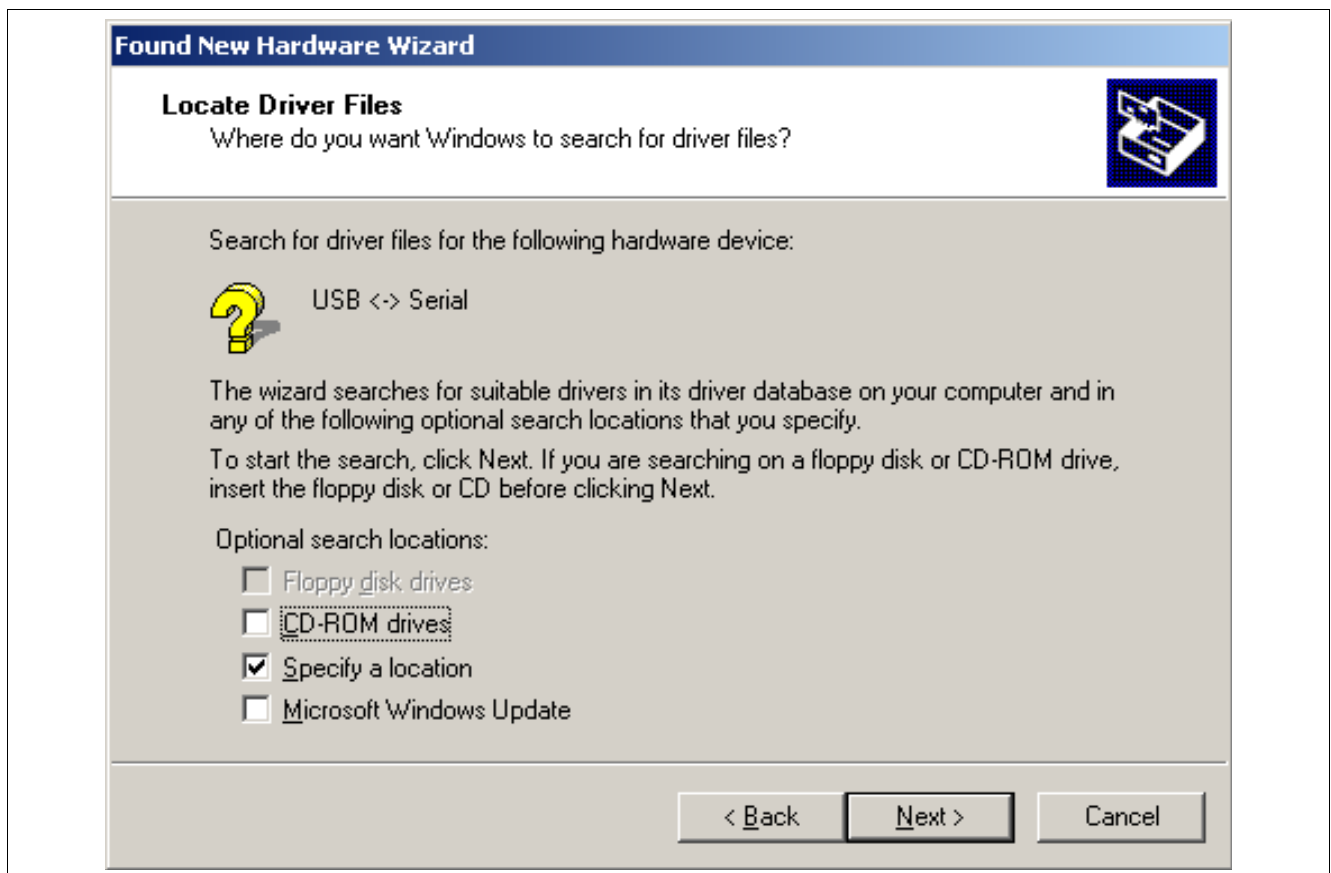 Found New Hardware Wizard
Locate Driver Files
Where do you want Windows to search for driver files?
Search for driver files for the following hardware device:
USB <-> Serial
The wizard searches for suitable drivers in its driver database on your computer and in
any of the following optional search locations that you specify.
To start the search, click Next. If you are searching on a floppy disk or CD-ROM drive,
insert the floppy disk or CD before clicking Next.
Optional search locations:
Floppy disk drives
CD-ROM drives
Specify a location
Microsoft Windows Update
< Back Next > Cancel